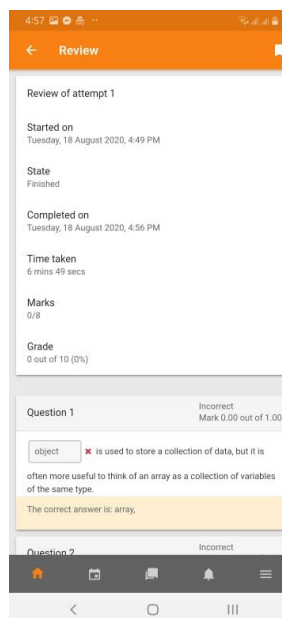 4:57
Review
Review of attempt 1
Started on
Tuesday, 18 August 2020, 4:49 PM
State
Finished
Completed on
Tuesday, 18 August 2020, 4:56 PM
Time taken
6 mins 49 secs
Marks
0/8
Grade
0 out of 10 (0%)
Question 1
Incorrect
Mark 0.00 out of 1.00
object is used to store a collection of data, but it is
often more useful to think of an array as a collection of variables
of the same type.
The correct answer is: array,
Question 2
Incorrect